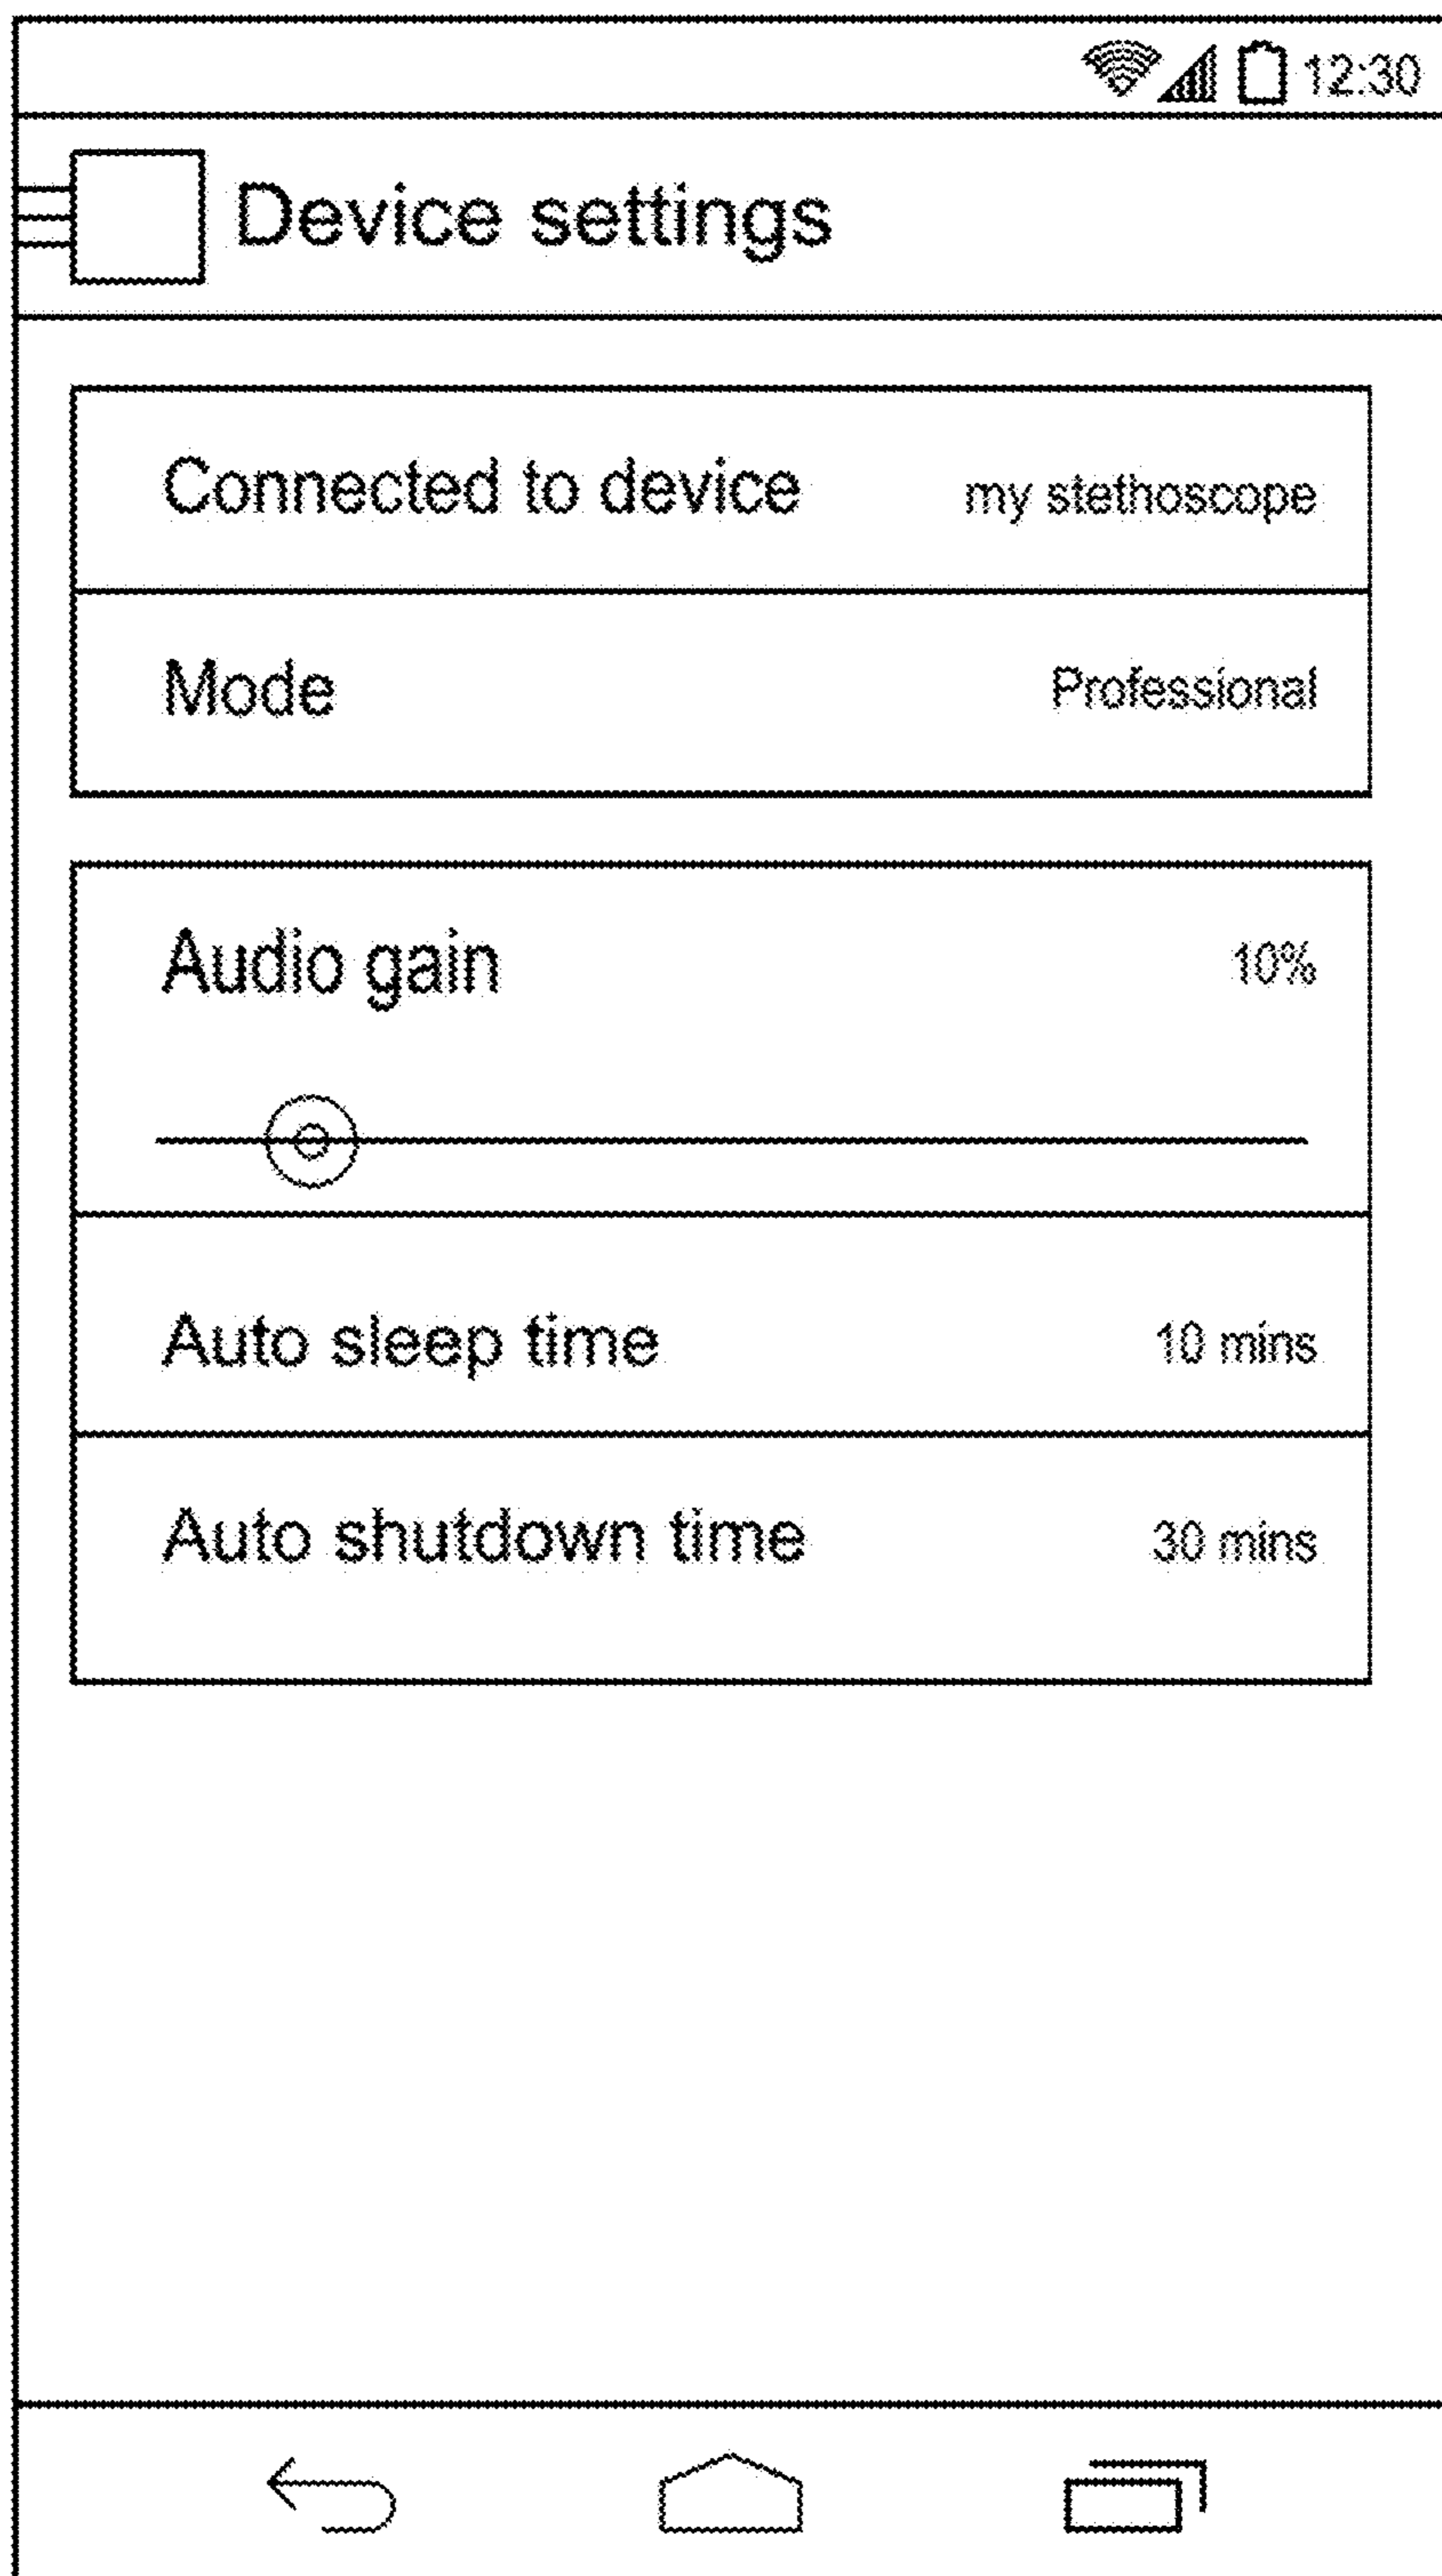 12:30
Device settings
Connected to device my stethoscope
Mode Professional
Audio gain 10%
Auto sleep time 10 mins
Auto shutdown time 30 mins